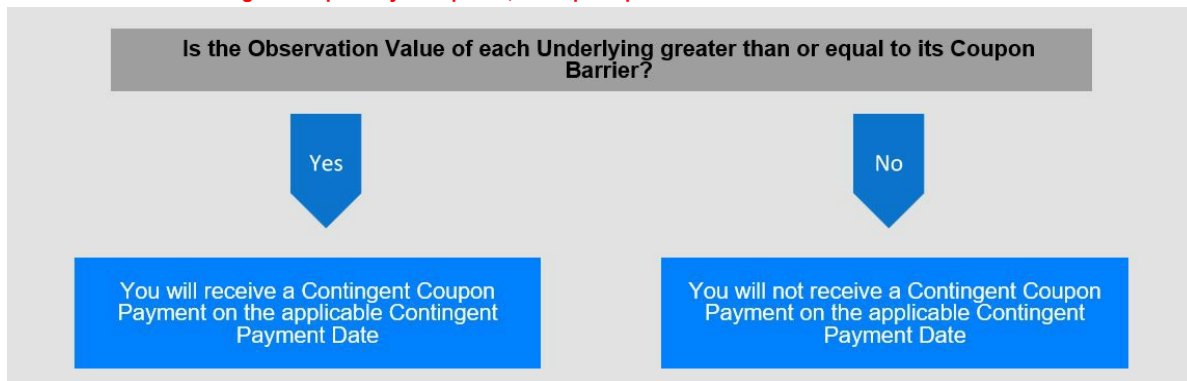 Is the Observation Value of each Underlying greater than or equal to its Coupon
Barrier?
Yes
No
You will receive a Contingent Coupon
Payment on the applicable Contingent
Payment Date
You will not receive a Contingent Coupon
Payment on the applicable Contingent
Payment Date